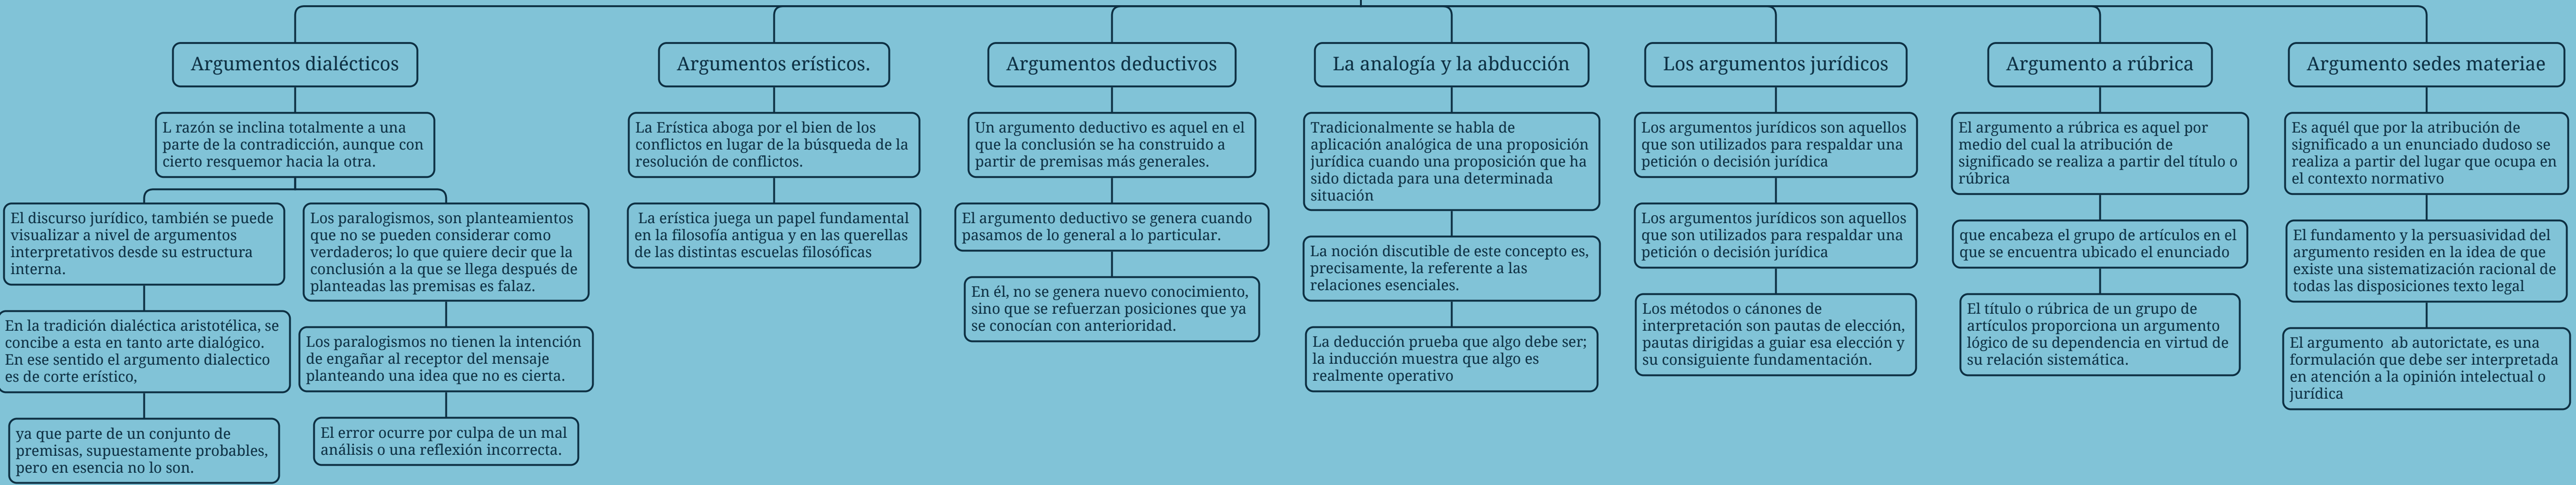 Argumentos dialécticos
L razón se inclina totalmente a una
parte de la contradicción, aunque con
cierto resquemor hacia la otra.
El discurso jurídico, también se puede
visualizar a nivel de argumentos
interpretativos desde su estructura
interna.
En la tradición dialéctica aristotélica, se
concibe a esta en tanto arte dialógico.
En ese sentido el argumento dialectico
es de corte erístico,
ya que parte de un conjunto de
premisas, supuestamente probables,
pero en esencia no lo son.
Los paralogismos, son planteamientos
que no se pueden considerar como
verdaderos; lo que quiere decir que la
conclusión a la que se llega después de
planteadas las premisas es falaz.
Los paralogismos no tienen la intención
de engañar al receptor del mensaje
planteando una idea que no es cierta.
El error ocurre por culpa de un mal
análisis o una reflexión incorrecta.
Argumentos erísticos.
La Erística aboga por el bien de los
conflictos en lugar de la búsqueda de la
resolución de conflictos.
La erística juega un papel fundamental
en la filosofía antigua y en las querellas
de las distintas escuelas filosóficas
Argumentos deductivos
Un argumento deductivo es aquel en el
que la conclusión se ha construido a
partir de premisas más generales.
El argumento deductivo se genera cuando
pasamos de lo general a lo particular.
En él, no se genera nuevo conocimiento,
sino que se refuerzan posiciones que ya
se conocían con anterioridad.
La analogía y la abducción
Tradicionalmente se habla de
aplicación analógica de una proposición
jurídica cuando una proposición que ha
sido dictada para una determinada
situación
La noción discutible de este concepto es,
precisamente, la referente a las
relaciones esenciales.
La deducción prueba que algo debe ser;
la inducción muestra que algo es
realmente operativo
Los argumentos jurídicos
Los argumentos jurídicos son aquellos
que son utilizados para respaldar una
petición o decisión jurídica
Los argumentos jurídicos son aquellos
que son utilizados para respaldar una
petición o decisión jurídica
Los métodos o cánones de
interpretación son pautas de elección,
pautas dirigidas a guiar esa elección y
su consiguiente fundamentación.
Argumento a rúbrica
El argumento a rúbrica es aquel por
medio del cual la atribución de
significado se realiza a partir del título o
rúbrica
que encabeza el grupo de artículos en el
que se encuentra ubicado el enunciado
El título o rúbrica de un grupo de
artículos proporciona un argumento
lógico de su dependencia en virtud de
su relación sistemática.
Argumento sedes materiae
Es aquél que por la atribución de
significado a un enunciado dudoso se
realiza a partir del lugar que ocupa en
el contexto normativo
El fundamento y la persuasividad del
argumento residen en la idea de que
existe una sistematización racional de
todas las disposiciones texto legal
El argumento  ab autorictate, es una
formulación que debe ser interpretada
en atención a la opinión intelectual o
jurídica